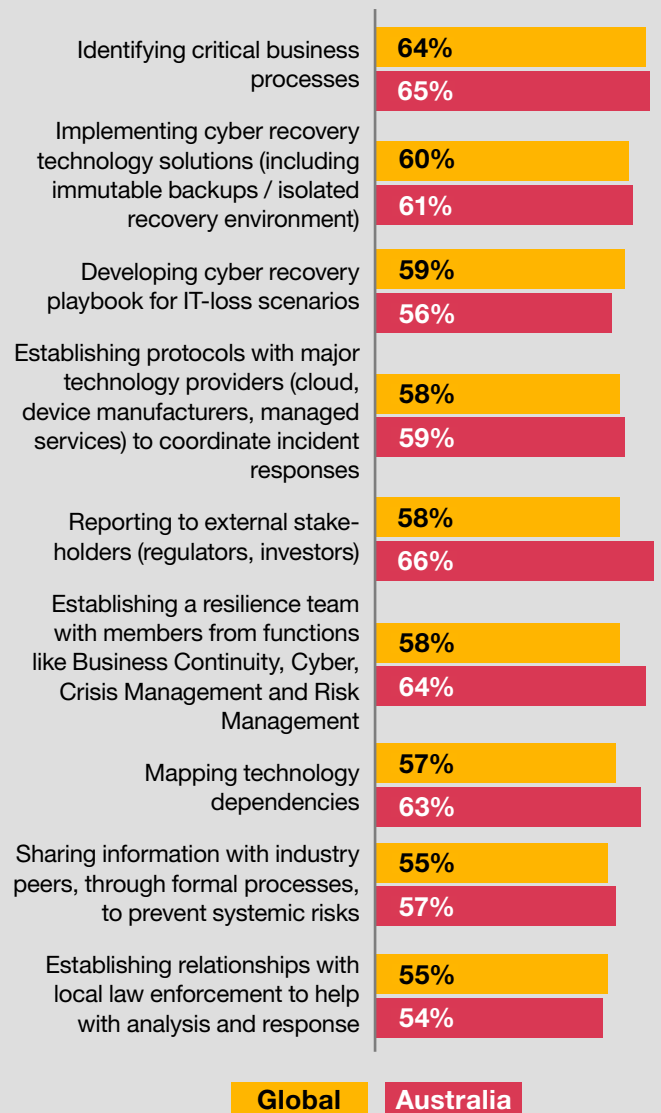 Identifying critical business
processes
64%
65%
Implementing cyber recovery
technology solutions (including
immutable backups / isolated
recovery environment)
60%
61%
Developing cyber recovery
playbook for IT-loss scenarios
59%
56%
Establishing protocols with major
technology providers (cloud,
device manufacturers, managed
services) to coordinate incident
responses
58%
59%
Reporting to external stake-
holders (regulators, investors)
58%
66%
Establishing a resilience team
with members from functions
like Business Continuity, Cyber,
Crisis Management and Risk
Management
58%
64%
Mapping technology
dependencies
57%
63%
Sharing information with industry
peers, through formal processes,
to prevent systemic risks
55%
57%
Establishing relationships with
local law enforcement to help
with analysis and response
55%
54%
Global Australia